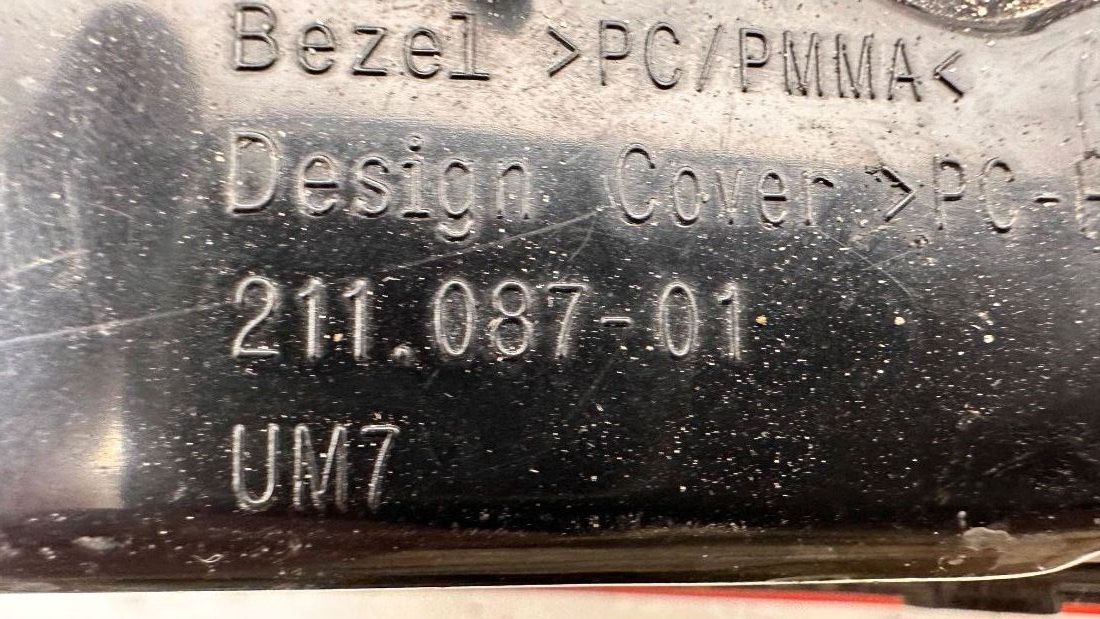 Bezel >PC/PMMA<
Design Cover >PC-
211.087-01
UM7